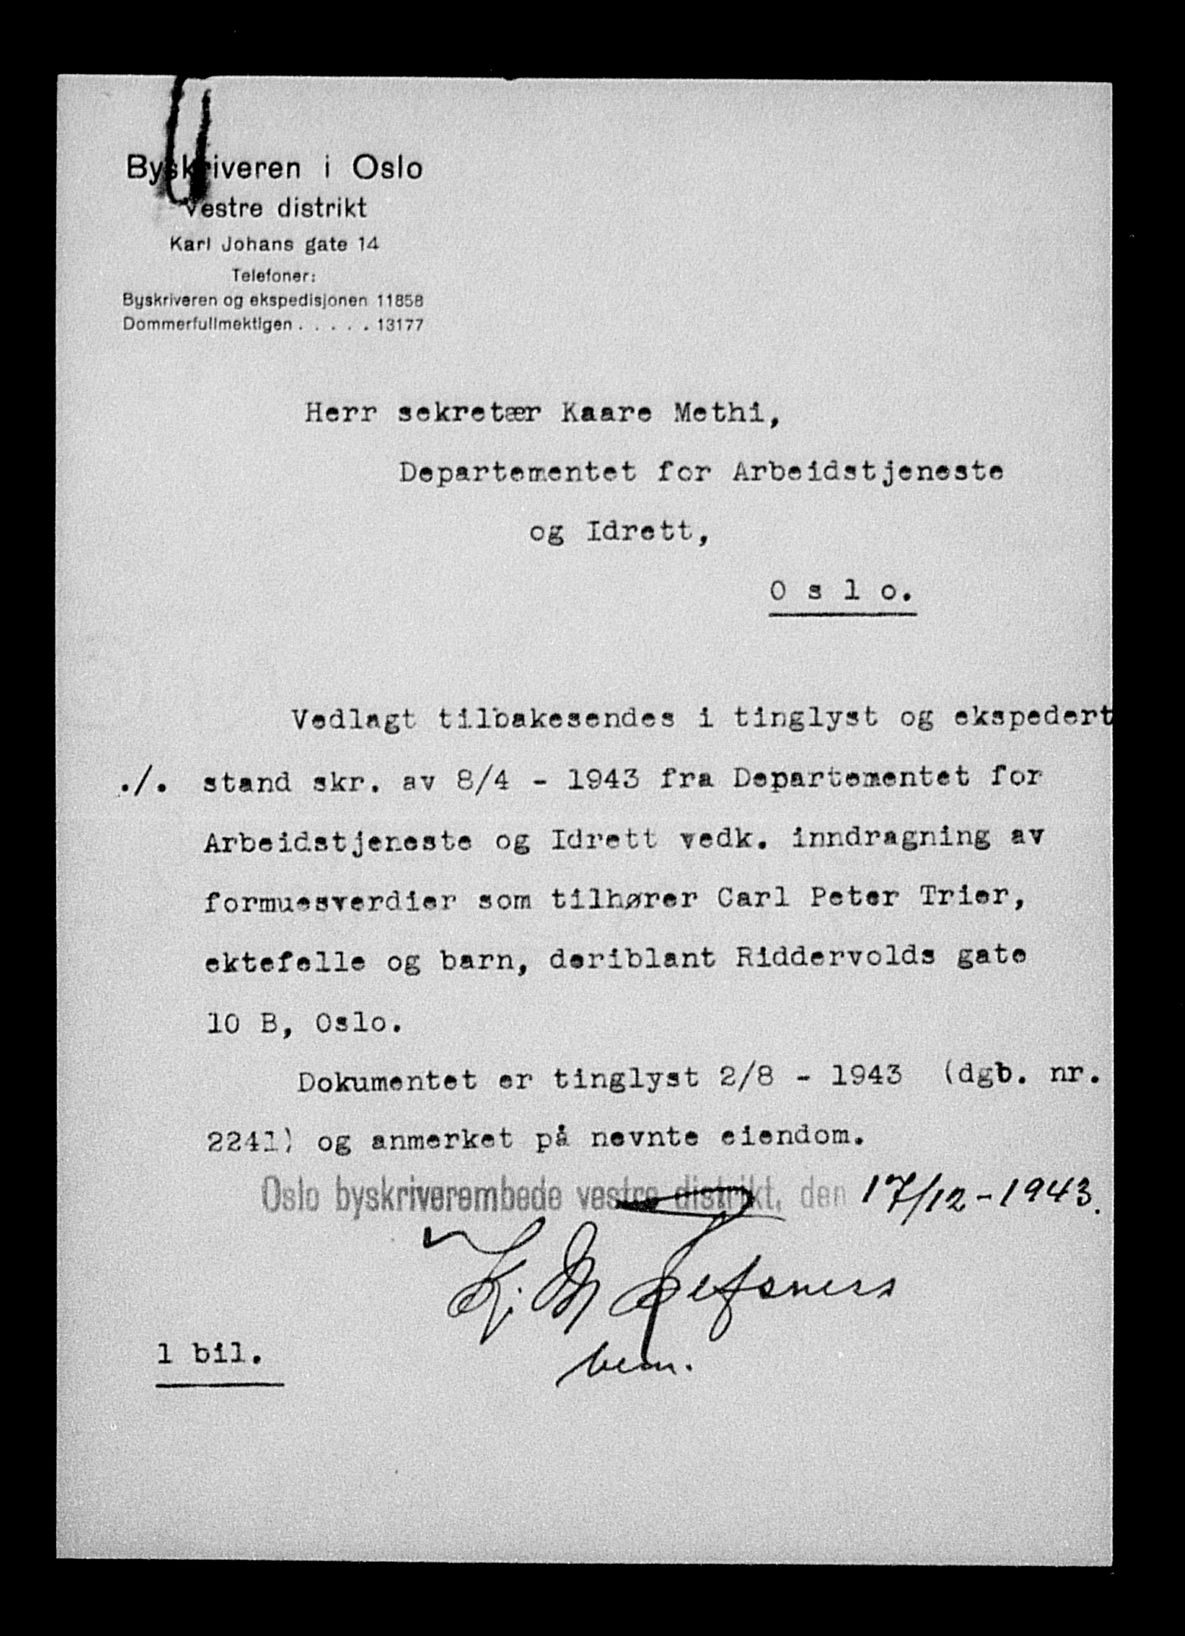 Byskriveren i Oslo
Vestre distrikt
Karl Johans gate 14
Telefoner:
Byskriveren og ekspedisjonen 11858
Dommerfullmektigen . . . . . 13177
Herr sekretær Kaare Methi,
Departementet for Arbeidstjeneste
og Idrett,
O s l o.
Vedlagt tilbakesendes i tinglyst og ekspedert
./. stand skr. av 8/4 - 1943 fra Departementet for
Arbeidstjeneste og Idrett vedk. inndragning av
formuesverdier som tilhører Carl Peter Trier,
ektefelle og barn, deriblant Riddervolds gate
10 B, Oslo.
Dokumentet er tinglyst 2/8 - 1943 (dgb. nr.
2241) og anmerket på nevnte eiendom.
Oslo byskriverembede vestre distrikt, den 17/12-1943.
1 bil.